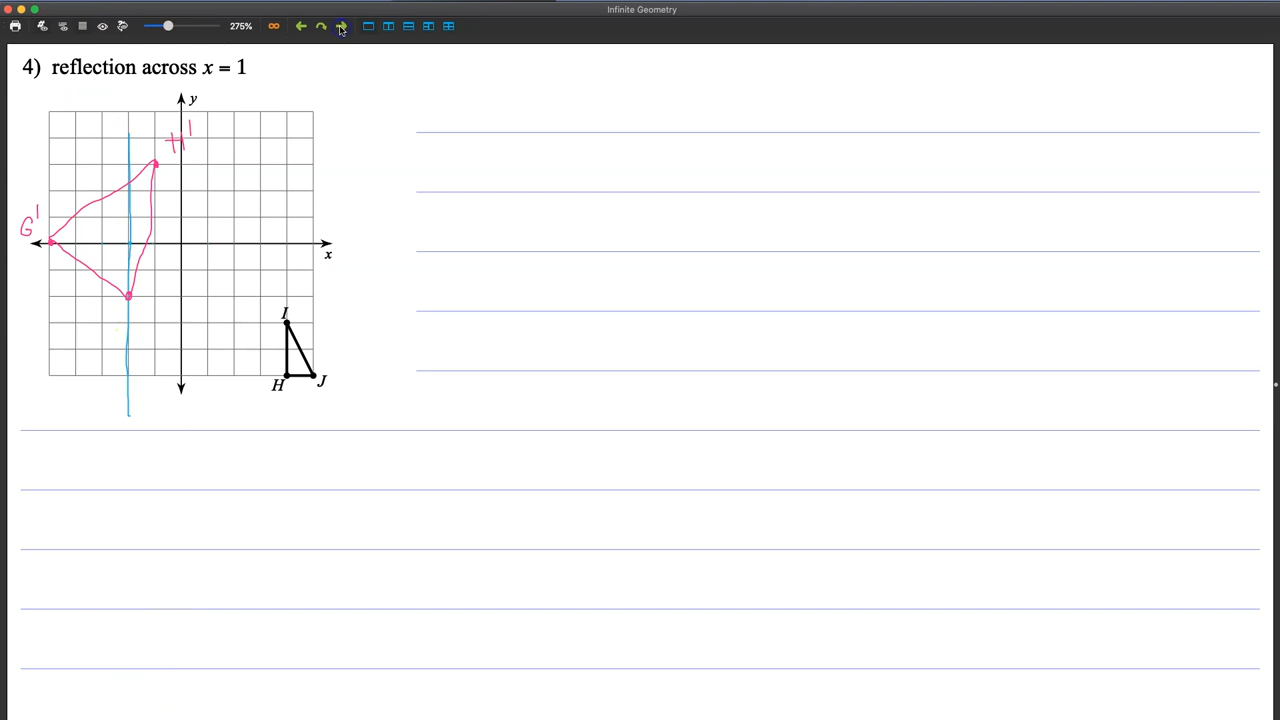 Infinite Geometry
275%
4) reflection across x = 1
y
H'
G'
x
I
H
J